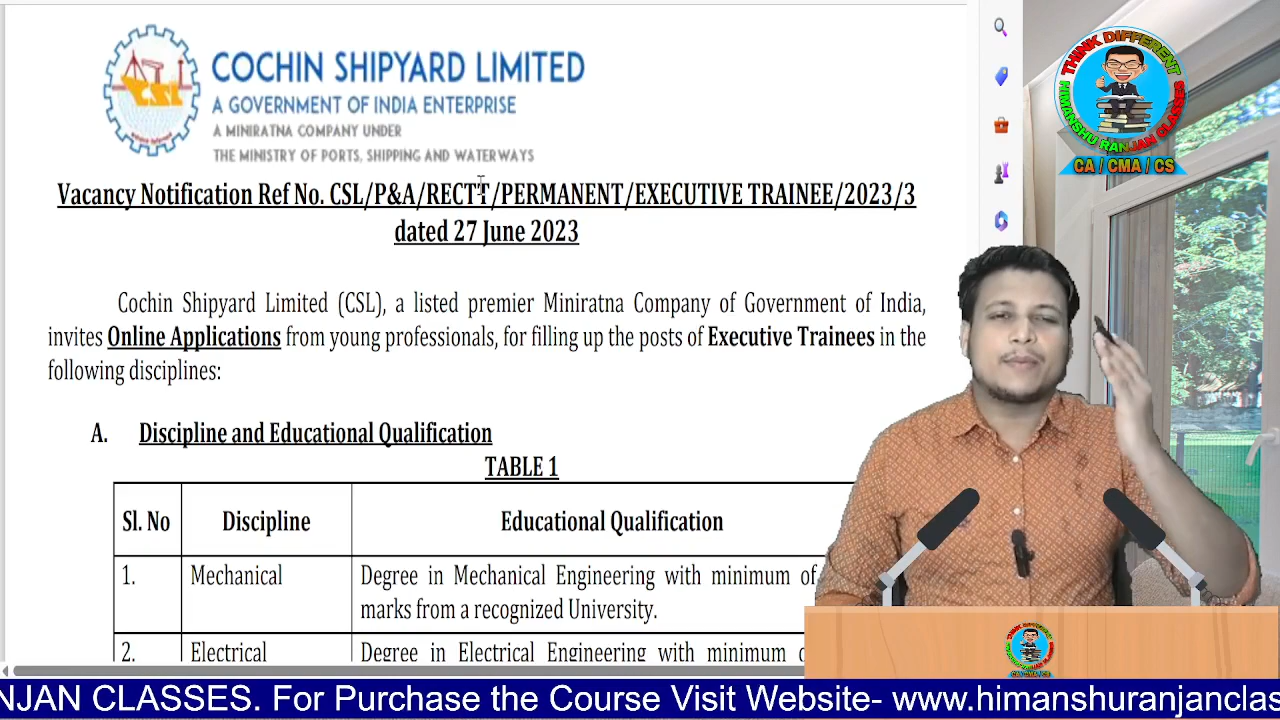 COCHIN SHIPYARD LIMITED
A GOVERNMENT OF INDIA ENTERPRISE
A MINIRATNA COMPANY UNDER
THE MINISTRY OF PORTS, SHIPPING AND WATERWAYS
CSL
Vacancy Notification Ref No. CSL/P&A/RECTT/PERMANENT/EXECUTIVE TRAINEE/2023/3
dated 27 June 2023
Cochin Shipyard Limited (CSL), a listed premier Miniratna Company of Government of India,
invites Online Applications from young professionals, for filling up the posts of Executive Trainees in the
following disciplines:
A. Discipline and Educational Qualification
TABLE 1
Sl. No Discipline Educational Qualification
1. Mechanical Degree in Mechanical Engineering with minimum of
marks from a recognized University.
2. Electrical Degree in Electrical Engineering with minimum
THINK DIFFERENT
HIMANSHU RANJAN CLASSES
CA / CMA / CS
CA/CMA/CS
NJAN CLASSES. For Purchase the Course Visit Website- www.himanshuranjanclas